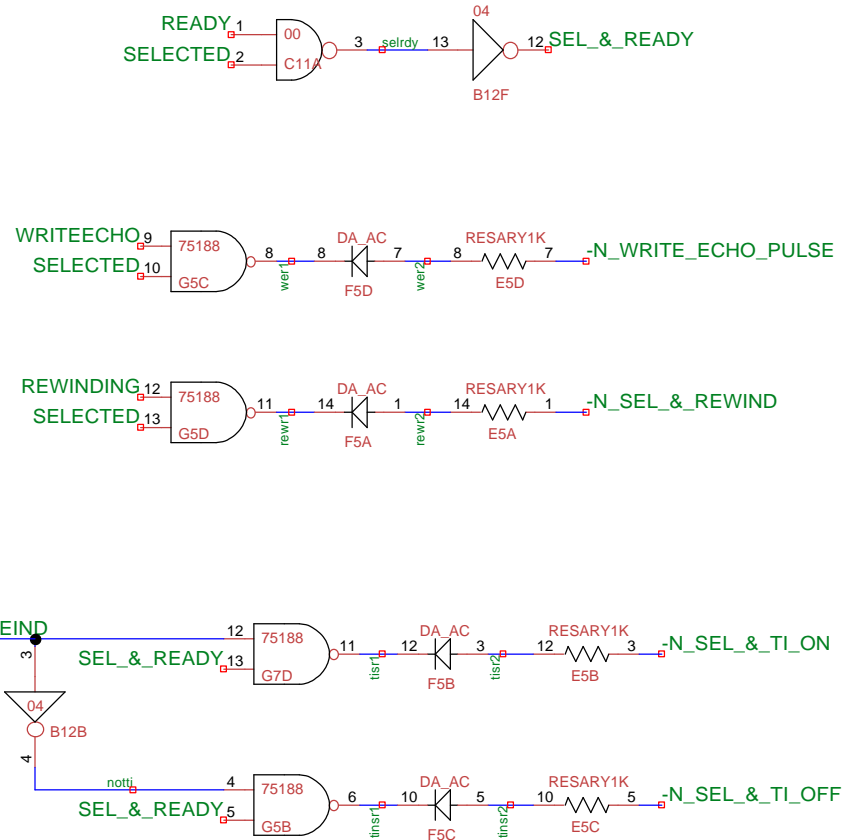 04
READY 1
00
SELECTED 2
C11A
3 selrdy 13
12 SEL_&_READY
B12F
WRITEECHO 9
75188
SELECTED 10
G5C
8 wer1 8
DA_AC
F5D
7 wer2 8
RESARY1K
E5D
7 -N_WRITE_ECHO_PULSE
REWINDING 12
75188
SELECTED 13
G5D
11 rewr1 14
DA_AC
F5A
1 rewr2 14
RESARY1K
E5A
1 -N_SEL_&_REWIND
EIND
12
75188
SEL_&_READY 13
G7D
11 tisr1 12
DA_AC
F5B
3 tisr2 12
RESARY1K
E5B
3 -N_SEL_&_TI_ON
3
04
B12B
4
notti 4
75188
SEL_&_READY 5
G5B
6 tinsr1 10
DA_AC
F5C
5 tinsr2 10
RESARY1K
E5C
5 -N_SEL_&_TI_OFF